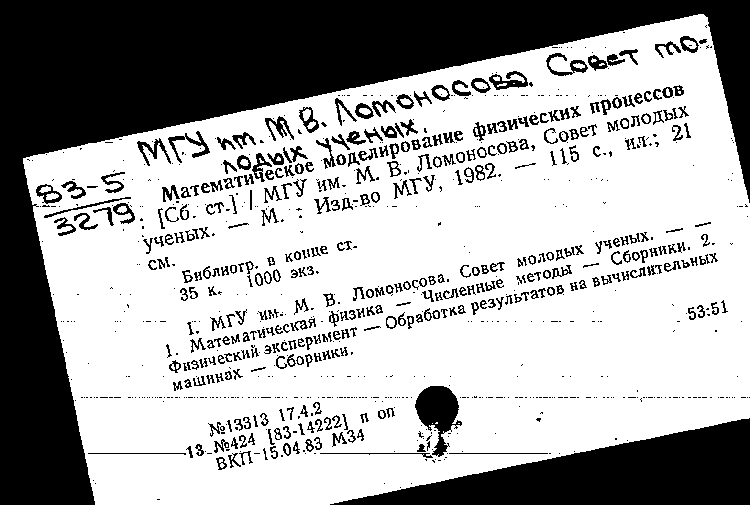 МГУ им. М.В. Ломоносова. Совет мо-
лодых ученых.
83-5
3279
Математическое моделирование физических процессов
: [Сб. ст.] / МГУ им. М. В. Ломоносова, Совет молодых
ученых. — М. : Изд-во МГУ, 1982. — 115 с., ил.; 21
см.
Библиогр. в конце ст.
35 к. 1000 экз.
I. МГУ им. М. В. Ломоносова. Совет молодых ученых. — —
1. Математическая физика — Численные методы — Сборники. 2.
Физический эксперимент — Обработка результатов на вычислительных
машинах — Сборники.
53:51
№13313 17.4.2
13 №424 [83-14222] п оп
ВКП 15.04.83 М34